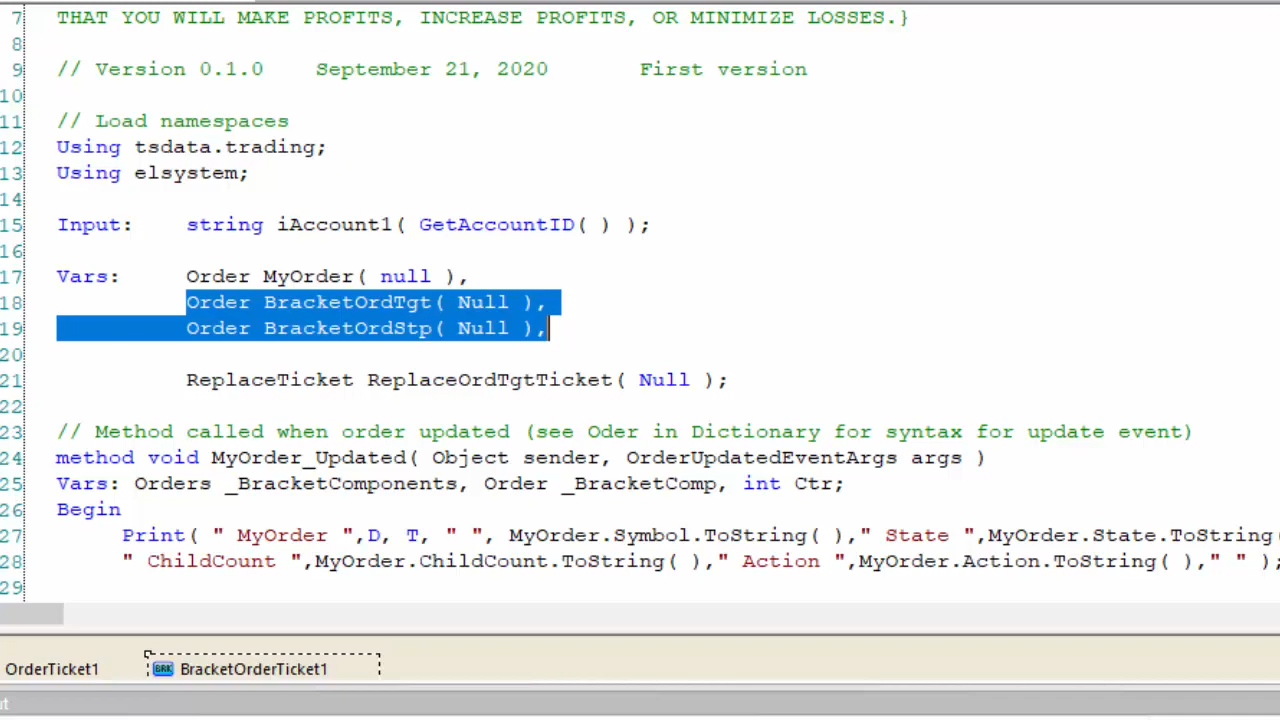 7 THAT YOU WILL MAKE PROFITS, INCREASE PROFITS, OR MINIMIZE LOSSES.}
8
9 // Version 0.1.0 September 21, 2020 First version
10
11 // Load namespaces
12 Using tsdata.trading;
13 Using elsystem;
14
15 Input: string iAccount1( GetAccountID( ) );
16
17 Vars: Order MyOrder( null ),
18 Order BracketOrdTgt( Null ),
19 Order BracketOrdStp( Null ),
20
21 ReplaceTicket ReplaceOrdTgtTicket( Null );
22
23 // Method called when order updated (see Oder in Dictionary for syntax for update event)
24 method void MyOrder_Updated( Object sender, OrderUpdatedEventArgs args )
25 Vars: Orders _BracketComponents, Order _BracketComp, int Ctr;
26 Begin
27 Print( " MyOrder ",D, T, " ", MyOrder.Symbol.ToString( )," State ",MyOrder.State.ToString(
28 " ChildCount ",MyOrder.ChildCount.ToString( )," Action ",MyOrder.Action.ToString( )," " );
29
OrderTicket1 BRK BracketOrderTicket1
ut